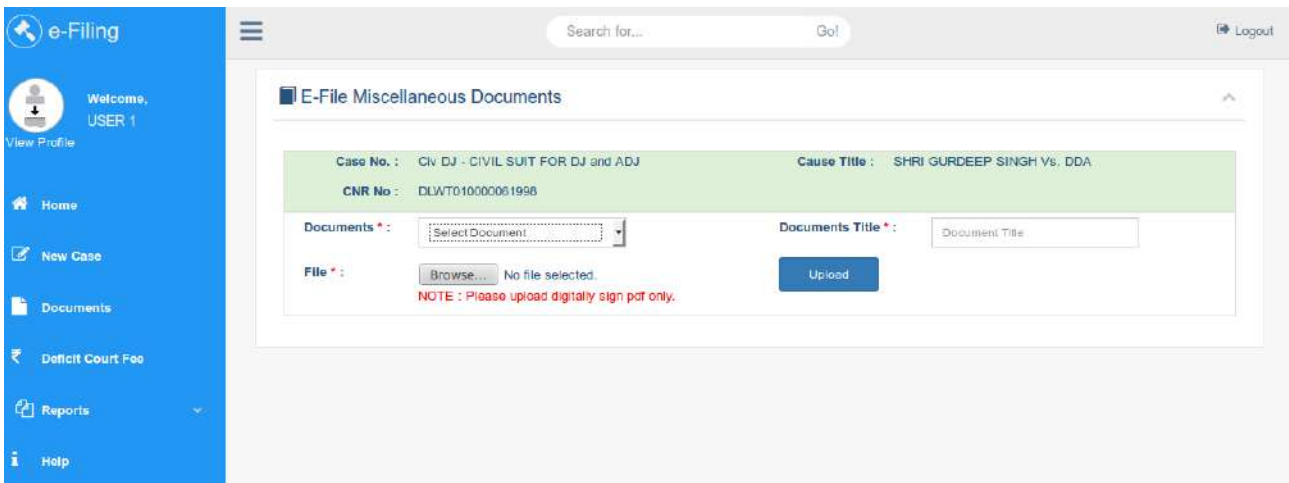 e-Filing
Search for...
Go!
Logout
Welcome,
USER 1
View Profile
E-File Miscellaneous Documents
Case No. : Civ DJ - CIVIL SUIT FOR DJ and ADJ Cause Title : SHRI GURDEEP SINGH Vs. DDA
CNR No : DLWT010000061998
Documents * : Select Document Documents Title * : Document Title
File * : Browse... No file selected. Upload
NOTE : Please upload digitally sign pdf only.
Home
New Case
Documents
₹ Deficit Court Fee
Reports
Help